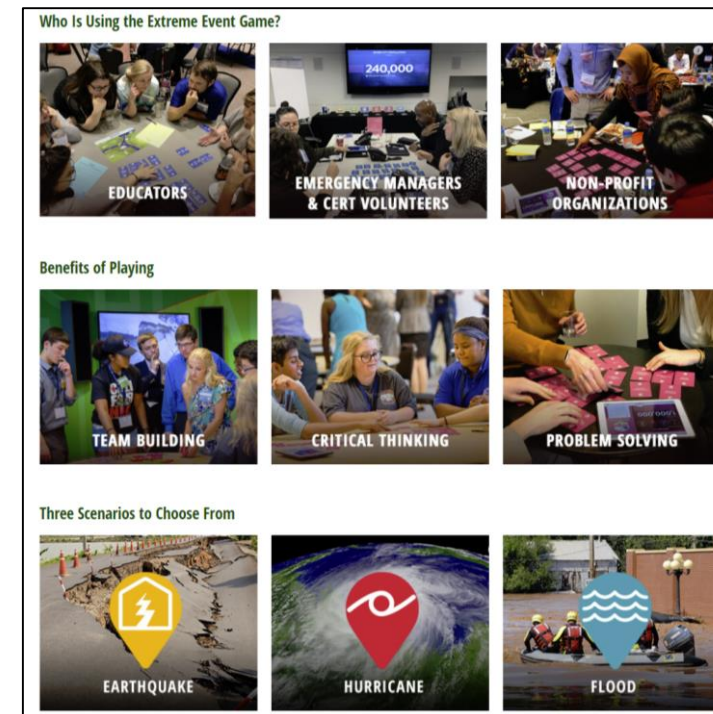 Who Is Using the Extreme Event Game?
240,000
EDUCATORS
EMERGENCY MANAGERS
& CERT VOLUNTEERS
NON-PROFIT
ORGANIZATIONS
Benefits of Playing
TEAM BUILDING
CRITICAL THINKING
PROBLEM SOLVING
Three Scenarios to Choose From
EARTHQUAKE
HURRICANE
FLOOD